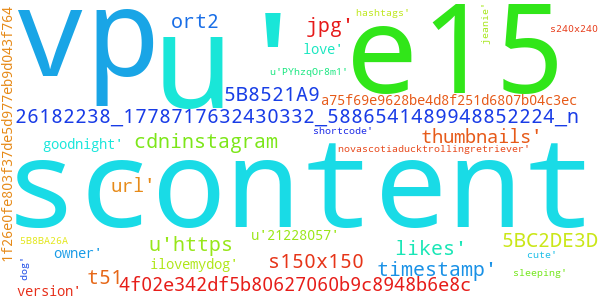 vp
ort2
u'
jpg'
hashtags'
e15
jeanie'
s240x240
love'
u'PYhzqOr8m1'
5B8521A9
a75f69e9628be4d8f251d6807b04c3ec
26182238_1778717632430332_5886541489948852224_n
shortcode'
thumbnails'
goodnight'
cdninstagram
novascotiaducktrollingretriever'
1f26e0fe803f37de5d977eb9d043f764
scontent
url'
5B8BA26A
owner'
u'https
u'21228057'
likes'
5BC2DE3D
dog'
t51
ilovemydog'
s150x150
timestamp'
cute'
sleeping'
version'
4f02e342df5b80627060b9c8948b6e8c